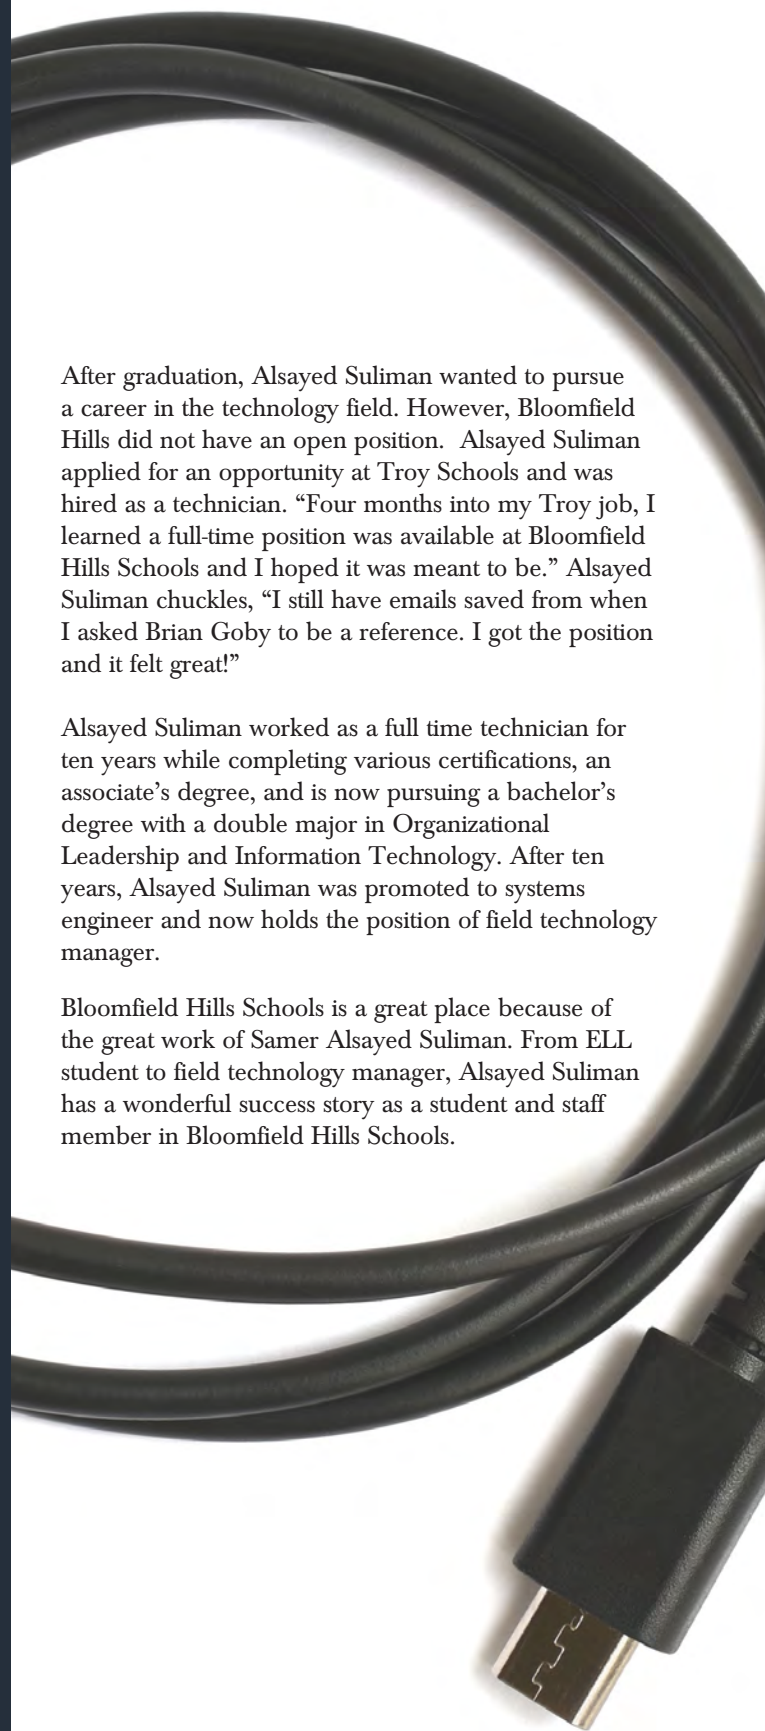 After graduation, Alsayed Suliman wanted to pursue
a career in the technology field. However, Bloomfield
Hills did not have an open position.  Alsayed Suliman
applied for an opportunity at Troy Schools and was
hired as a technician. “Four months into my Troy job, I
learned a full-time position was available at Bloomfield
Hills Schools and I hoped it was meant to be.” Alsayed
Suliman chuckles, “I still have emails saved from when
I asked Brian Goby to be a reference. I got the position
and it felt great!”
Alsayed Suliman worked as a full time technician for
ten years while completing various certifications, an
associate’s degree, and is now pursuing a bachelor’s
degree with a double major in Organizational
Leadership and Information Technology. After ten
years, Alsayed Suliman was promoted to systems
engineer and now holds the position of field technology
manager.
Bloomfield Hills Schools is a great place because of
the great work of Samer Alsayed Suliman. From ELL
student to field technology manager, Alsayed Suliman
has a wonderful success story as a student and staff
member in Bloomfield Hills Schools.